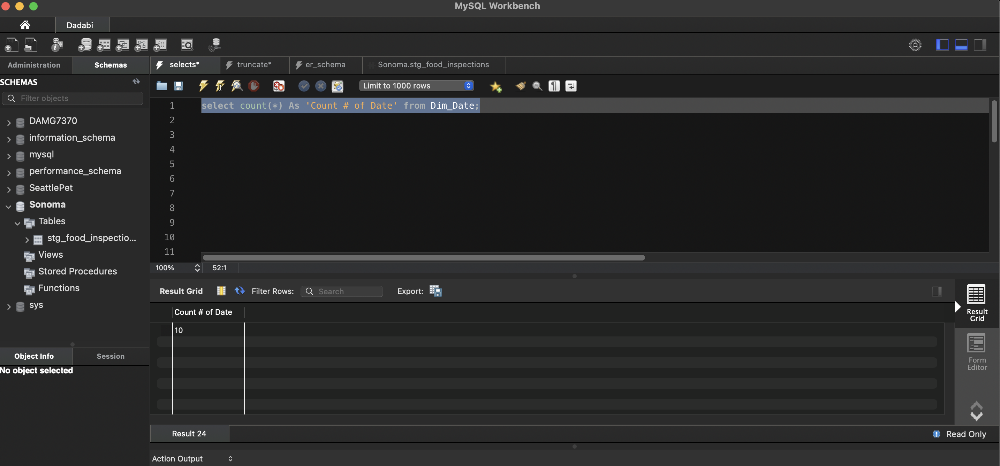 MySQL Workbench
Dadabi
Administration
Schemas
selects*
truncate*
er_schema
Sonoma.stg_food_inspections
SCHEMAS
Filter objects
Limit to 1000 rows
1 select count(*) As 'Count # of Date' from Dim_Date;
2
3
4
5
6
7
8
9
10
11
DAMG7370
information_schema
mysql
performance_schema
SeattlePet
Sonoma
Tables
stg_food_inspectio...
Views
Stored Procedures
Functions
sys
100%
52:1
Result Grid
Filter Rows:
Search
Export:
Count # of Date
10
Result
Grid
Form
Editor
Object Info
Session
No object selected
Result 24
Read Only
Action Output